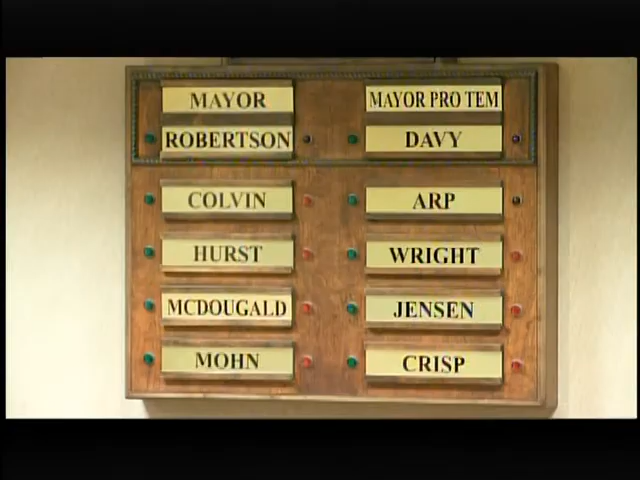 MAYOR
ROBERTSON
MAYOR PRO TEM
DAVY
COLVIN
ARP
HURST
WRIGHT
MCDOUGALD
JENSEN
MOHN
CRISP